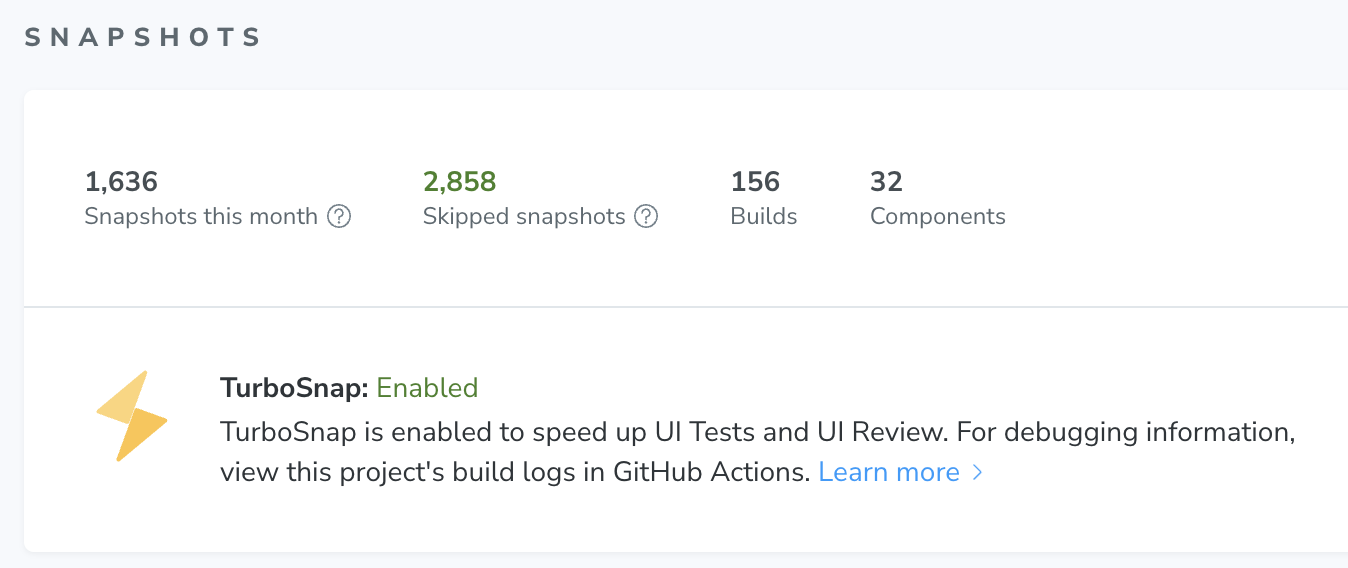 SNAPSHOTS
1,636 2,858 156 32
Snapshots this month ? Skipped snapshots ? Builds Components
TurboSnap: Enabled
TurboSnap is enabled to speed up UI Tests and UI Review. For debugging information,
view this project's build logs in GitHub Actions. Learn more >